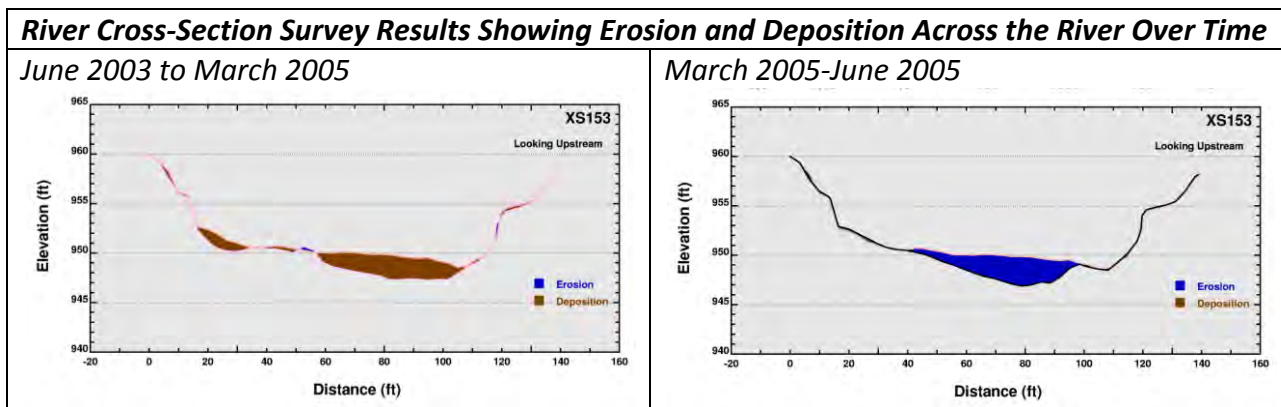 River Cross-Section Survey Results Showing Erosion and Deposition Across the River Over Time
June 2003 to March 2005
965
960
955
950
945
940
XS153
Looking Upstream
Erosion
Deposition
Elevation (ft)
-20 0 20 40 60 80 100 120 140 160
Distance (ft)
March 2005-June 2005
965
960
955
950
945
940
XS153
Looking Upstream
Erosion
Deposition
Elevation (ft)
-20 0 20 40 60 80 100 120 140 160
Distance (ft)